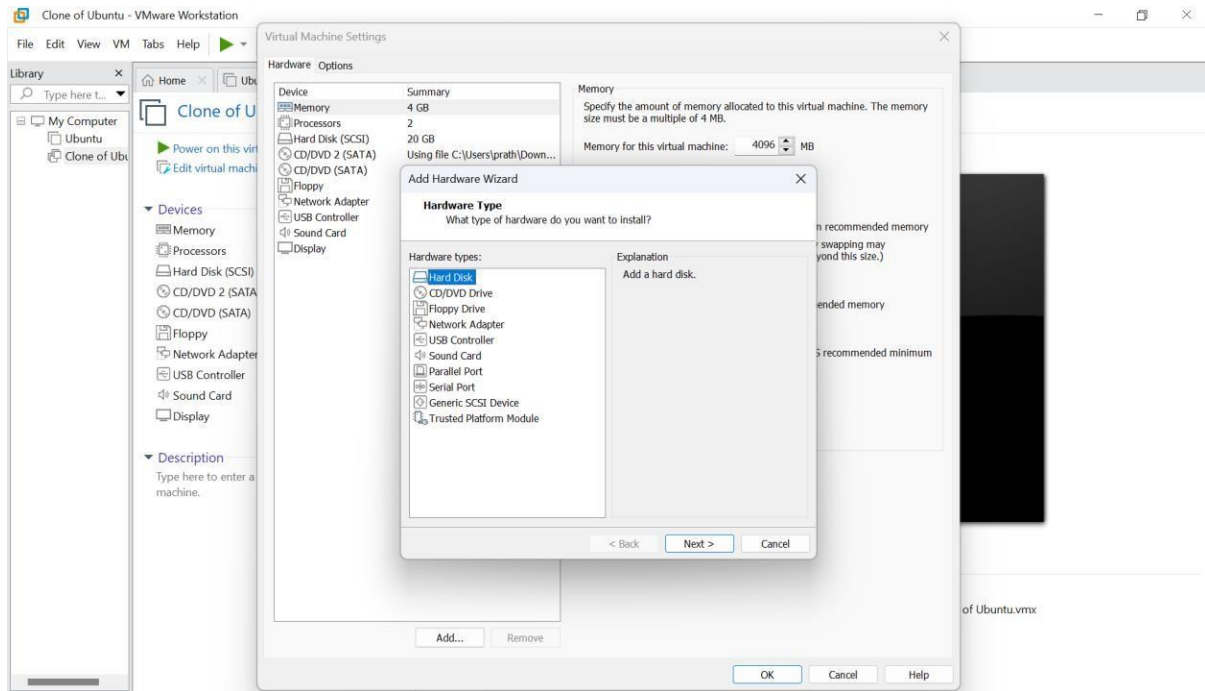 Clone of Ubuntu - VMware Workstation
File Edit View VM Tabs Help
Library
Type here t...
My Computer
Ubuntu
Clone of Ubu
Home
Ubu
Clone of U
Power on this virt
Edit virtual machi
Devices
Memory
Processors
Hard Disk (SCSI)
CD/DVD 2 (SATA
CD/DVD (SATA)
Floppy
Network Adapter
USB Controller
Sound Card
Display
Description
Type here to enter a
machine.
Virtual Machine Settings
Hardware Options
Device Summary
Memory 4 GB
Processors 2
Hard Disk (SCSI) 20 GB
CD/DVD 2 (SATA) Using file C:\Users\prath\Down...
CD/DVD (SATA)
Floppy
Network Adapter
USB Controller
Sound Card
Display
Memory
Specify the amount of memory allocated to this virtual machine. The memory
size must be a multiple of 4 MB.
Memory for this virtual machine: 4096 MB
recommended memory
swapping may
yond this size.)
ended memory
recommended minimum
Add Hardware Wizard
Hardware Type
What type of hardware do you want to install?
Hardware types:
Hard Disk
CD/DVD Drive
Floppy Drive
Network Adapter
USB Controller
Sound Card
Parallel Port
Serial Port
Generic SCSI Device
Trusted Platform Module
Explanation
Add a hard disk.
< Back Next > Cancel
Add... Remove
OK Cancel Help
of Ubuntu.vmx